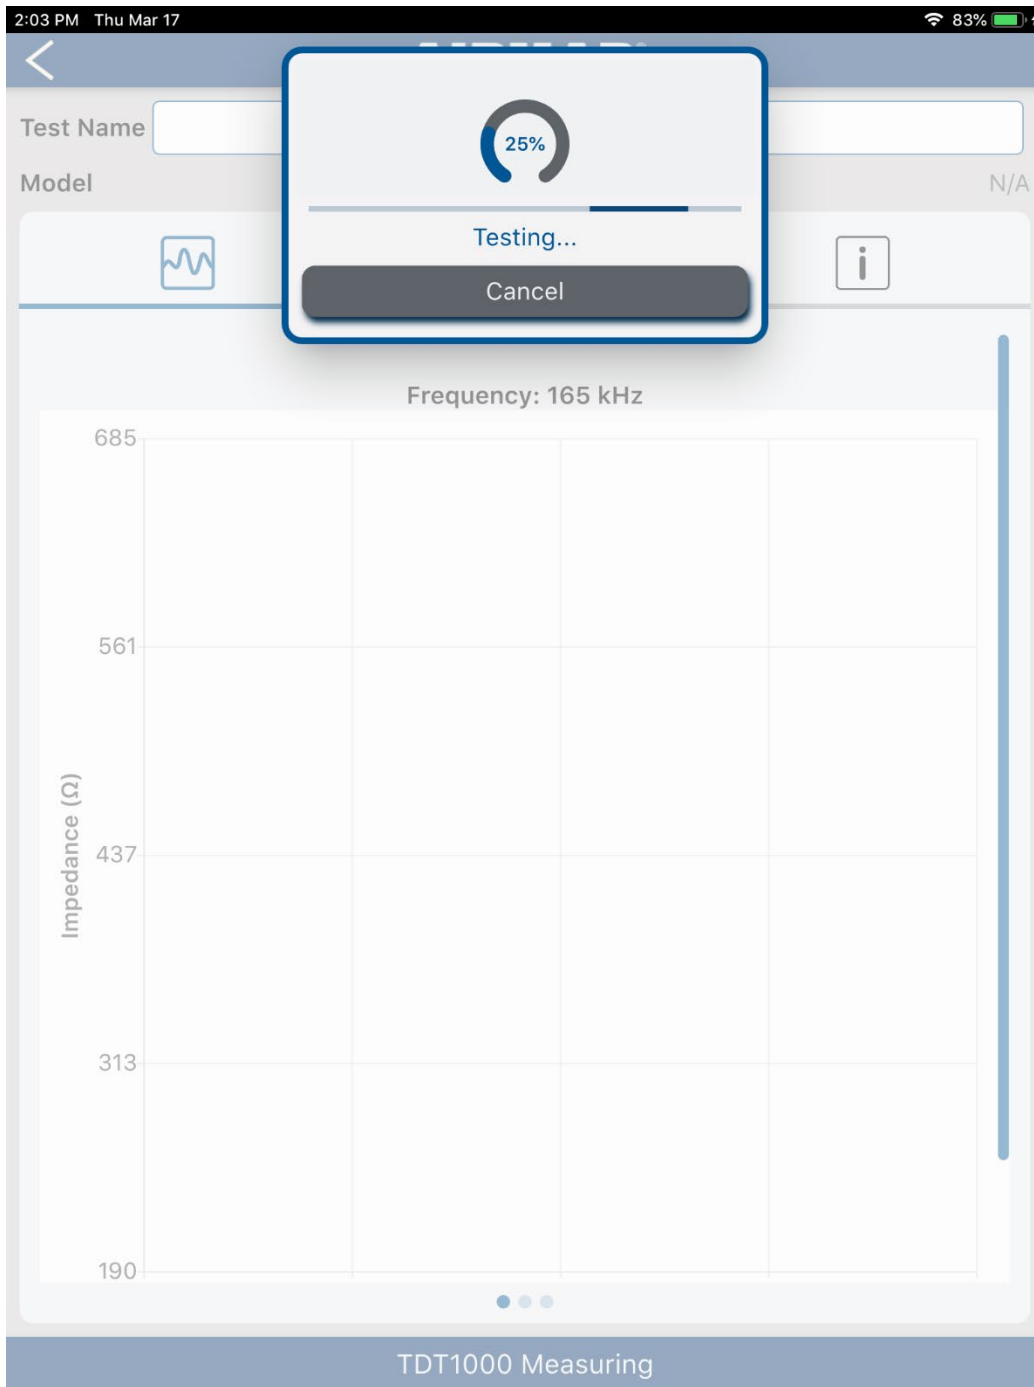 2:03 PM Thu Mar 17 83%
Test Name
25%
Model N/A
Testing...
Cancel
Frequency: 165 kHz
685
561
Impedance (Ω)
437
313
190
TDT1000 Measuring